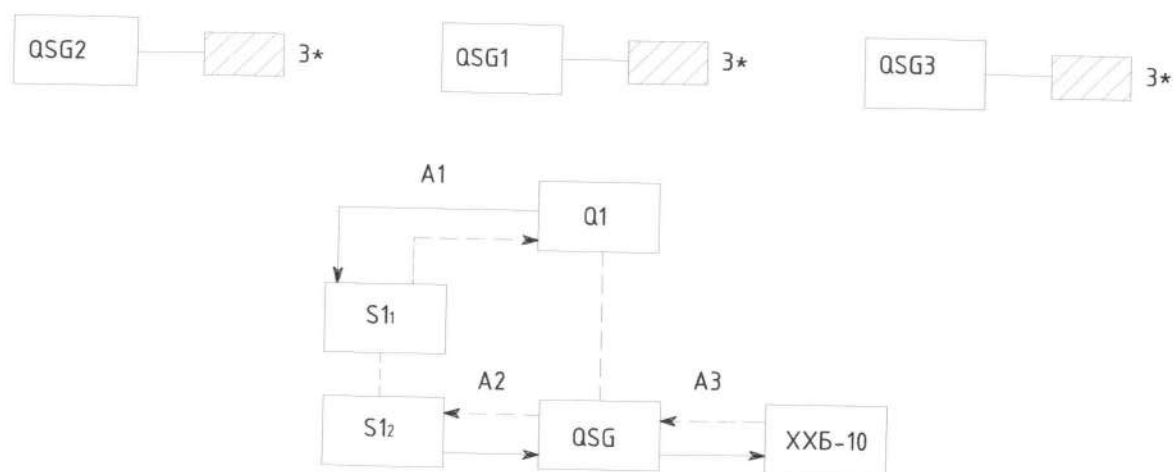 QSG2 3* QSG1 3* QSG3 3*
A1
Q1
S1₁
A2 A3
S1₂ QSG ХХБ-10